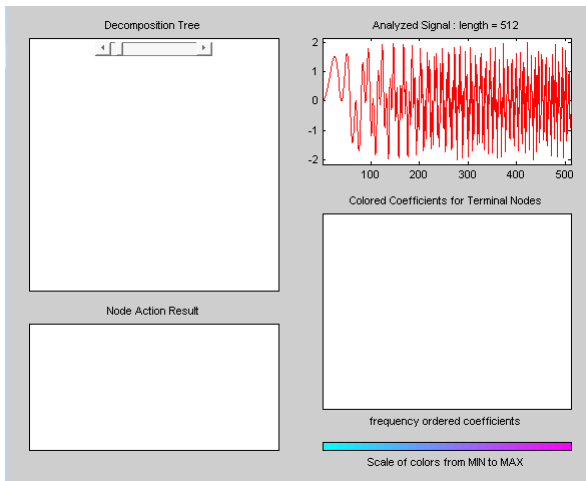 Decomposition Tree
Analyzed Signal : length = 512
2
1
0
-1
-2
100 200 300 400 500
Colored Coefficients for Terminal Nodes
Node Action Result
frequency ordered coefficients
Scale of colors from MIN to MAX